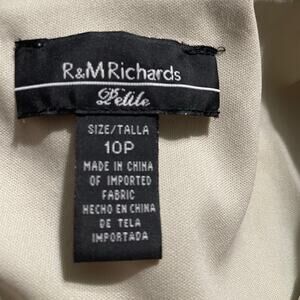 R&M Richards
Petite
SIZE/TALLA
10P
MADE IN CHINA
OF IMPORTED
FABRIC
HECHO EN CHINA
DE TELA
IMPORTADA